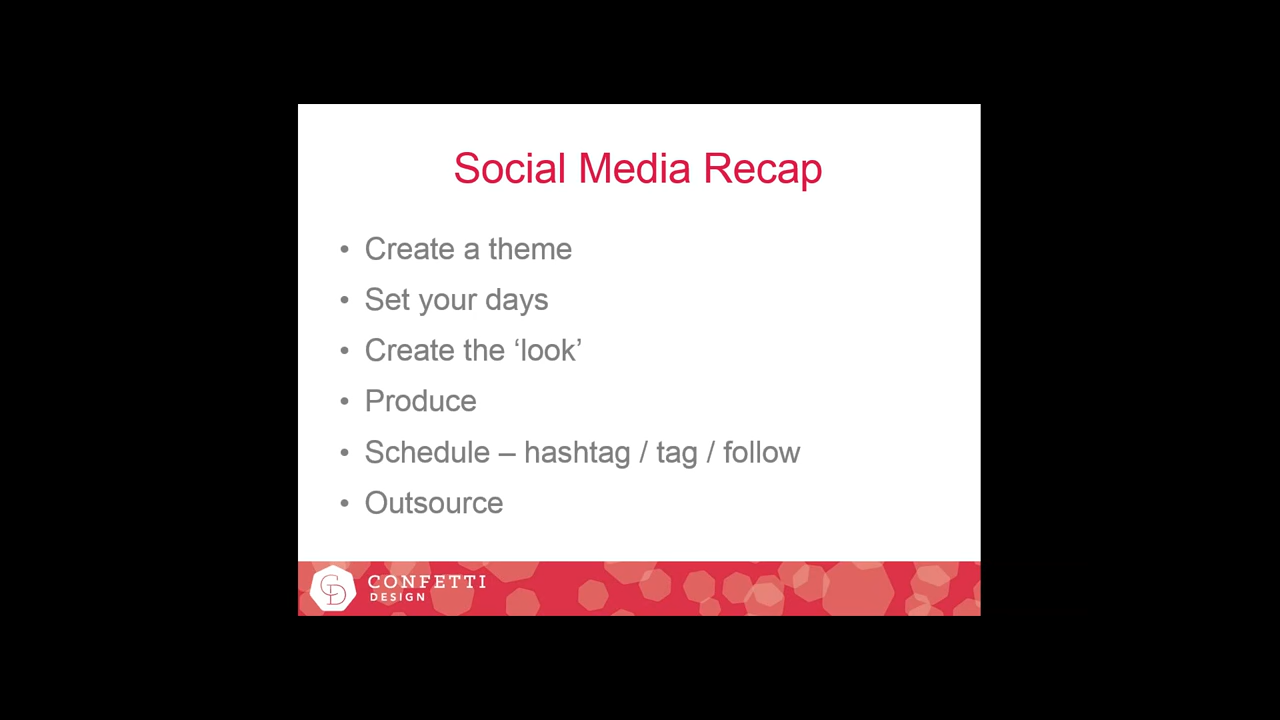 Social Media Recap
• Create a theme
• Set your days
• Create the ‘look’
• Produce
• Schedule – hashtag / tag / follow
• Outsource
CD
CONFETTI
DESIGN